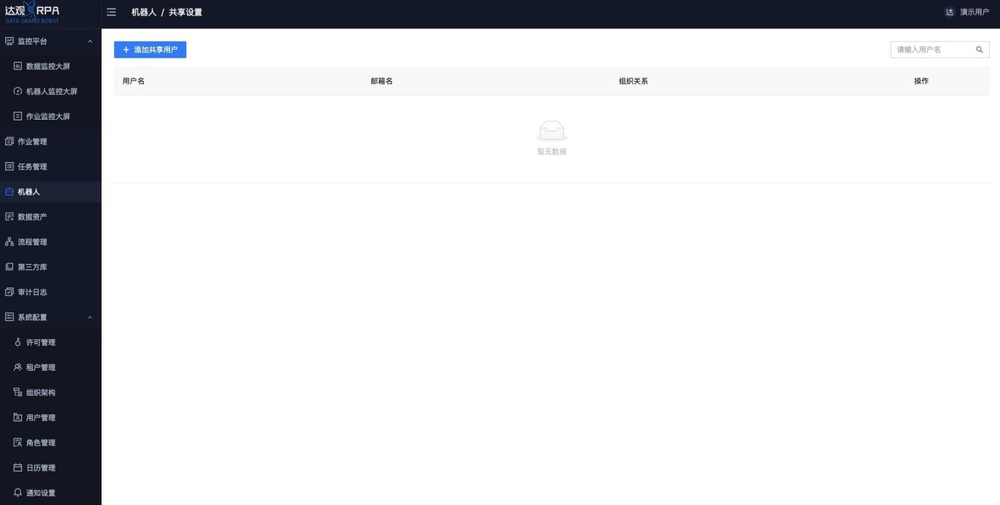 达观 RPA
DATA GRAND ROBOT
机器人 / 共享设置
达 演示用户
监控平台
数据监控大屏
机器人监控大屏
作业监控大屏
作业管理
任务管理
机器人
数据资产
流程管理
第三方库
审计日志
系统配置
许可管理
租户管理
组织架构
用户管理
角色管理
日历管理
通知设置
+ 添加共享用户
请输入用户名
用户名 邮箱名 组织关系 操作
暂无数据